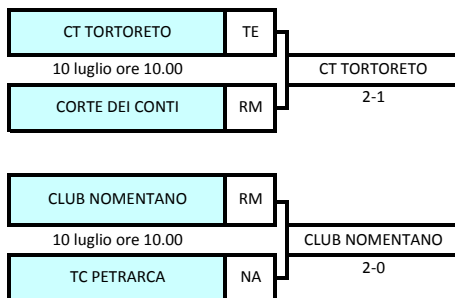 CT TORTORETO TE
10 luglio ore 10.00 CT TORTORETO
CORTE DEI CONTI RM 2-1
CLUB NOMENTANO RM
10 luglio ore 10.00 CLUB NOMENTANO
TC PETRARCA NA 2-0